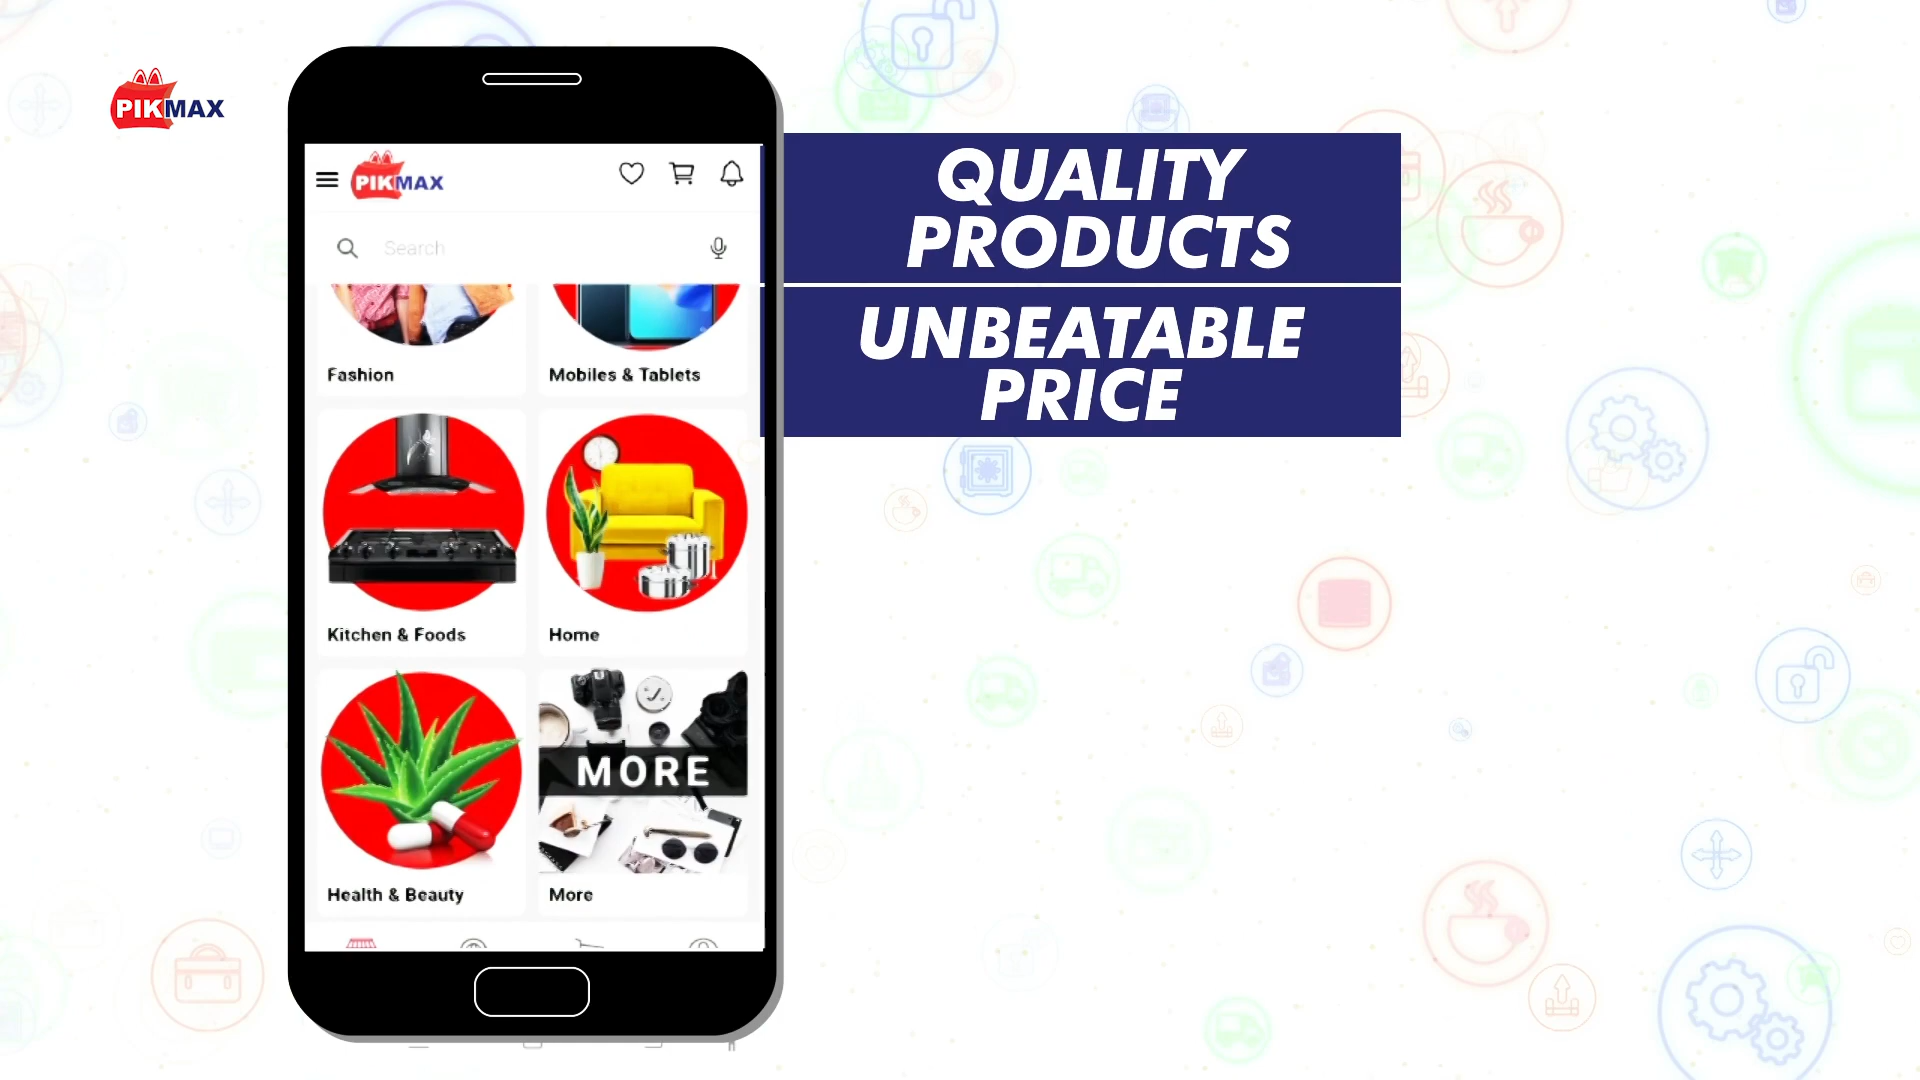 PIKMAX
PIKMAX
Search
Fashion
Mobiles & Tablets
Kitchen & Foods
Home
MORE
Health & Beauty
More
QUALITY
PRODUCTS
UNBEATABLE
PRICE